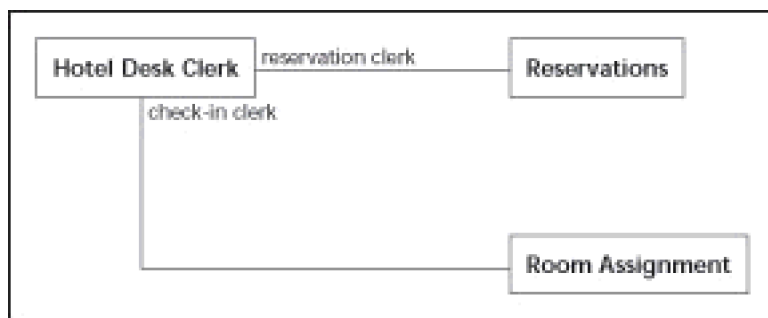 Hotel Desk Clerk
reservation clerk
Reservations
check-in clerk
Room Assignment